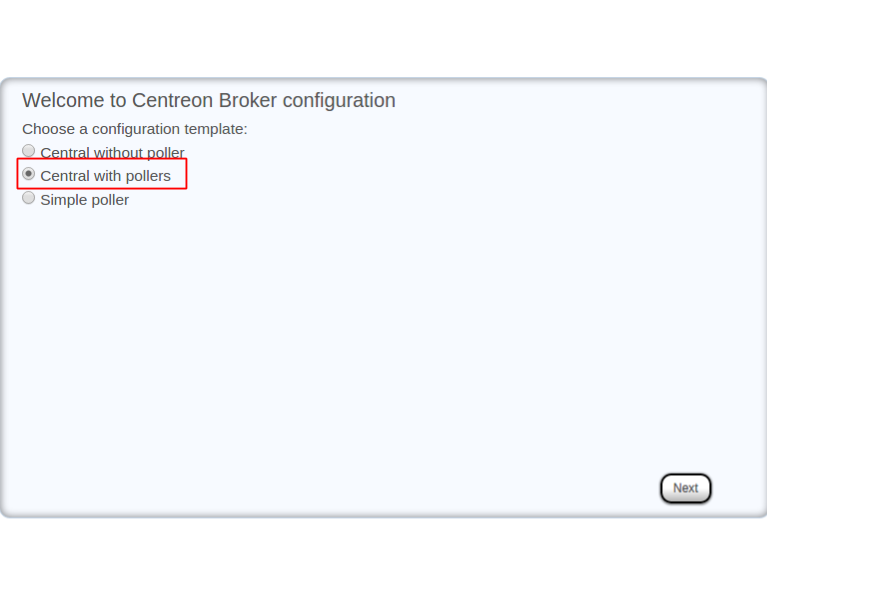 Welcome to Centreon Broker configuration
Choose a configuration template:
Central without poller
Central with pollers
Simple poller
Next